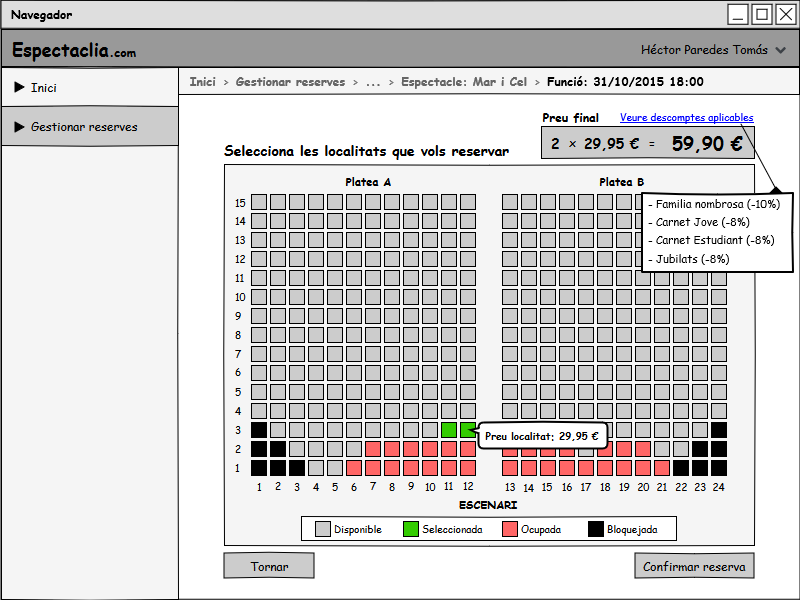 Navegador
Espectaclia.com
Héctor Paredes Tomás
Inici
Gestionar reserves
Inici > Gestionar reserves > ... > Espectacle: Mar i Cel > Funció: 31/10/2015 18:00
Preu final
Veure descomptes aplicables
2 × 29,95 € = 59,90 €
Selecciona les localitats que vols reservar
- Familia nombrosa (-10%)
- Carnet Jove (-8%)
- Carnet Estudiant (-8%)
- Jubilats (-8%)
Platea A
Platea B
15
14
13
12
11
10
9
8
7
6
5
4
3
2
1
Preu localitat: 29,95 €
1 2 3 4 5 6 7 8 9 10 11 12 13 14 15 16 17 18 19 20 21 22 23 24
ESCENARI
Disponible Seleccionada Ocupada Bloquejada
Tornar
Confirmar reserva